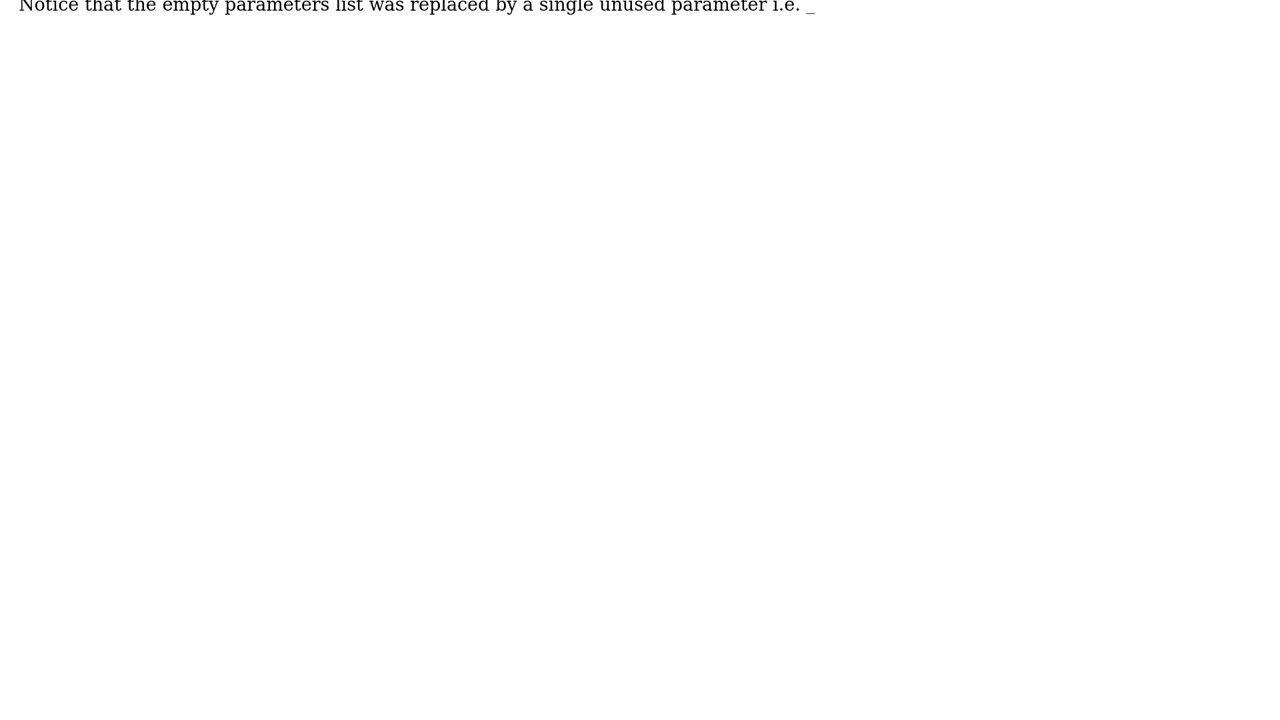 Notice that the empty parameters list was replaced by a single unused parameter i.e. _